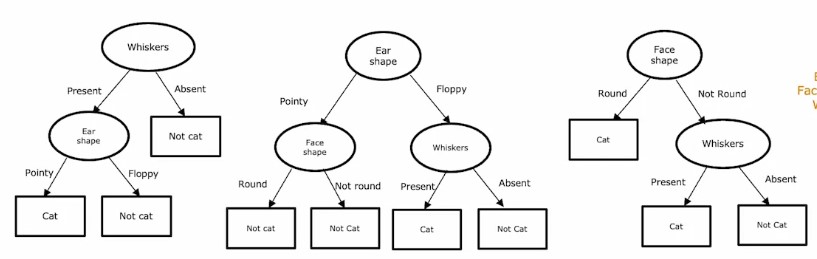 Whiskers
Present
Absent
Ear
shape
Not cat
Pointy
Floppy
Cat
Not cat
Ear
shape
Pointy
Floppy
Face
shape
Whiskers
Round
Not round
Present
Absent
Not cat
Not Cat
Cat
Not Cat
Face
shape
Round
Not Round
Cat
Whiskers
Present
Absent
Cat
Not Cat